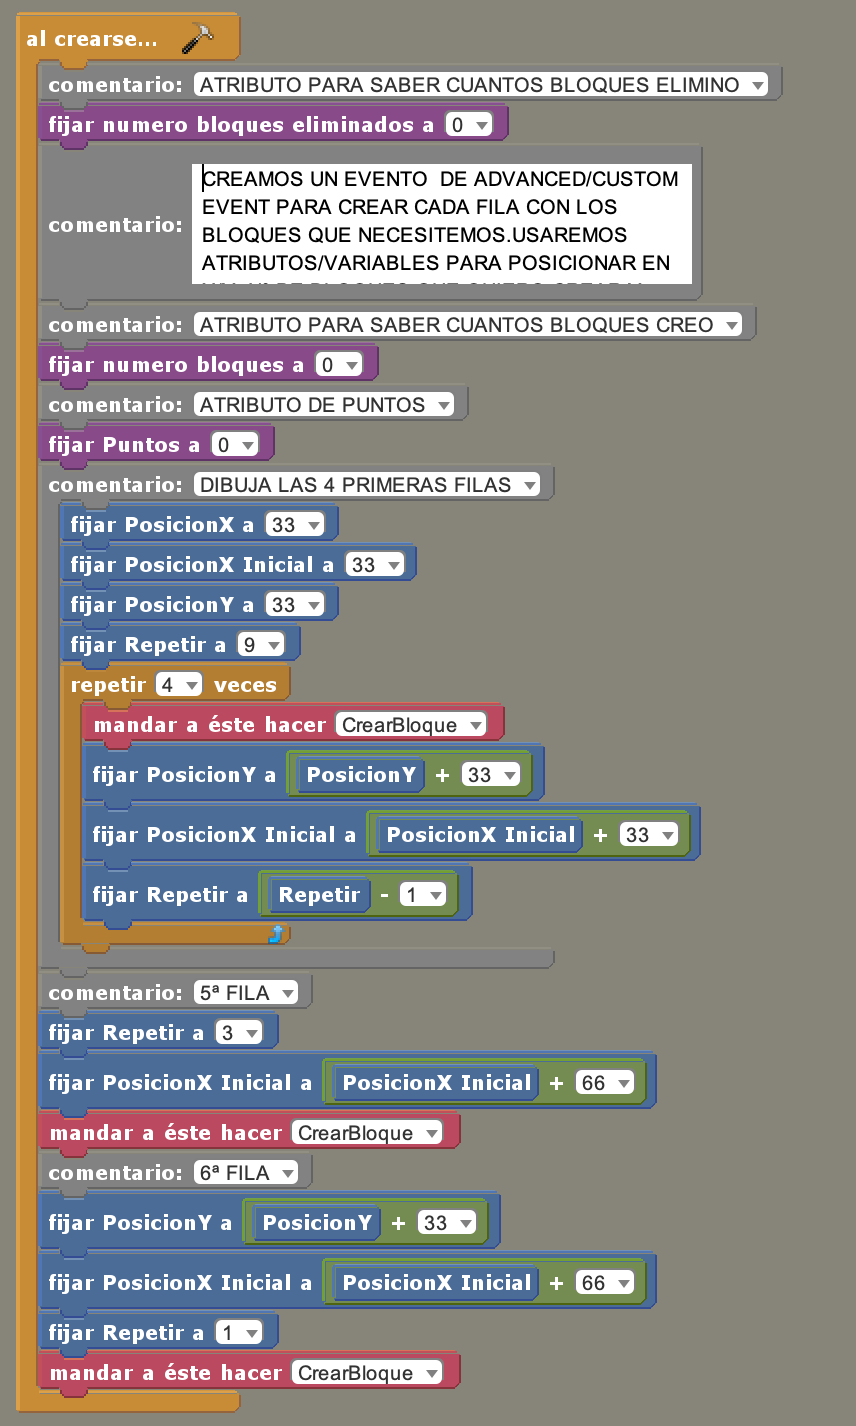 al crearse...
comentario: ATRIBUTO PARA SABER CUANTOS BLOQUES ELIMINO
fijar numero bloques eliminados a 0
comentario:
CREAMOS UN EVENTO  DE ADVANCED/CUSTOM
EVENT PARA CREAR CADA FILA CON LOS
BLOQUES QUE NECESITEMOS.USAREMOS
ATRIBUTOS/VARIABLES PARA POSICIONAR EN
comentario: ATRIBUTO PARA SABER CUANTOS BLOQUES CREO
fijar numero bloques a 0
comentario: ATRIBUTO DE PUNTOS
fijar Puntos a 0
comentario: DIBUJA LAS 4 PRIMERAS FILAS
fijar PosicionX a 33
fijar PosicionX Inicial a 33
fijar PosicionY a 33
fijar Repetir a 9
repetir 4 veces
mandar a éste hacer CrearBloque
fijar PosicionY a PosicionY + 33
fijar PosicionX Inicial a PosicionX Inicial + 33
fijar Repetir a Repetir - 1
comentario: 5ª FILA
fijar Repetir a 3
fijar PosicionX Inicial a PosicionX Inicial + 66
mandar a éste hacer CrearBloque
comentario: 6ª FILA
fijar PosicionY a PosicionY + 33
fijar PosicionX Inicial a PosicionX Inicial + 66
fijar Repetir a 1
mandar a éste hacer CrearBloque